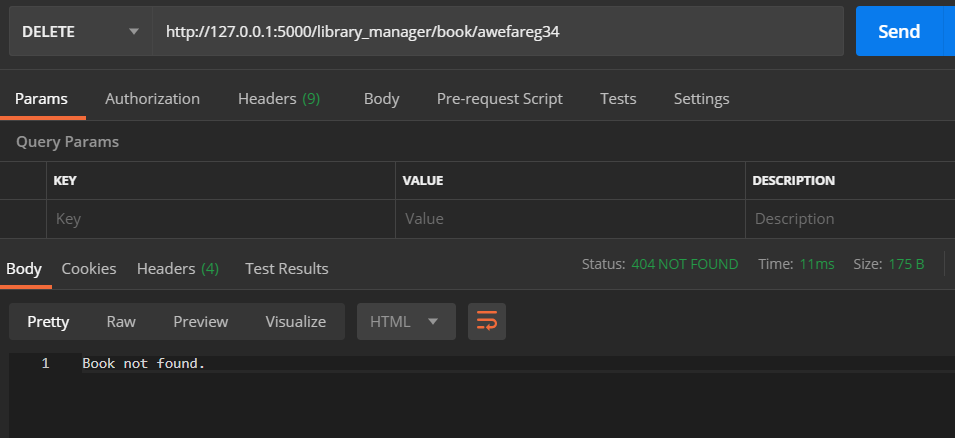 DELETE http://127.0.0.1:5000/library_manager/book/awefareg34 Send
Params Authorization Headers (9) Body Pre-request Script Tests Settings
Query Params
KEY VALUE DESCRIPTION
Key Value Description
Body Cookies Headers (4) Test Results Status: 404 NOT FOUND Time: 11ms Size: 175 B
Pretty Raw Preview Visualize HTML
1 Book not found.